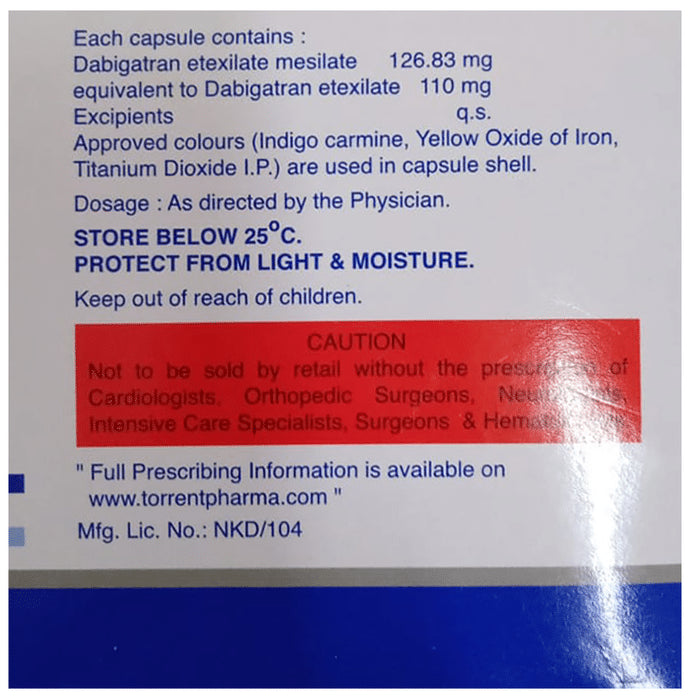 Each capsule contains :
Dabigatran etexilate mesilate 126.83 mg
equivalent to Dabigatran etexilate 110 mg
Excipients q.s.
Approved colours (Indigo carmine, Yellow Oxide of Iron,
Titanium Dioxide I.P.) are used in capsule shell.
Dosage : As directed by the Physician.
STORE BELOW 25°C.
PROTECT FROM LIGHT & MOISTURE.
Keep out of reach of children.
CAUTION
Not to be sold by retail without the of
Cardiologists, Orthopedic Surgeons,
Intensive Care Specialists, Surgeons &
" Full Prescribing Information is available on
www.torrentpharma.com "
Mfg. Lic. No.: NKD/104